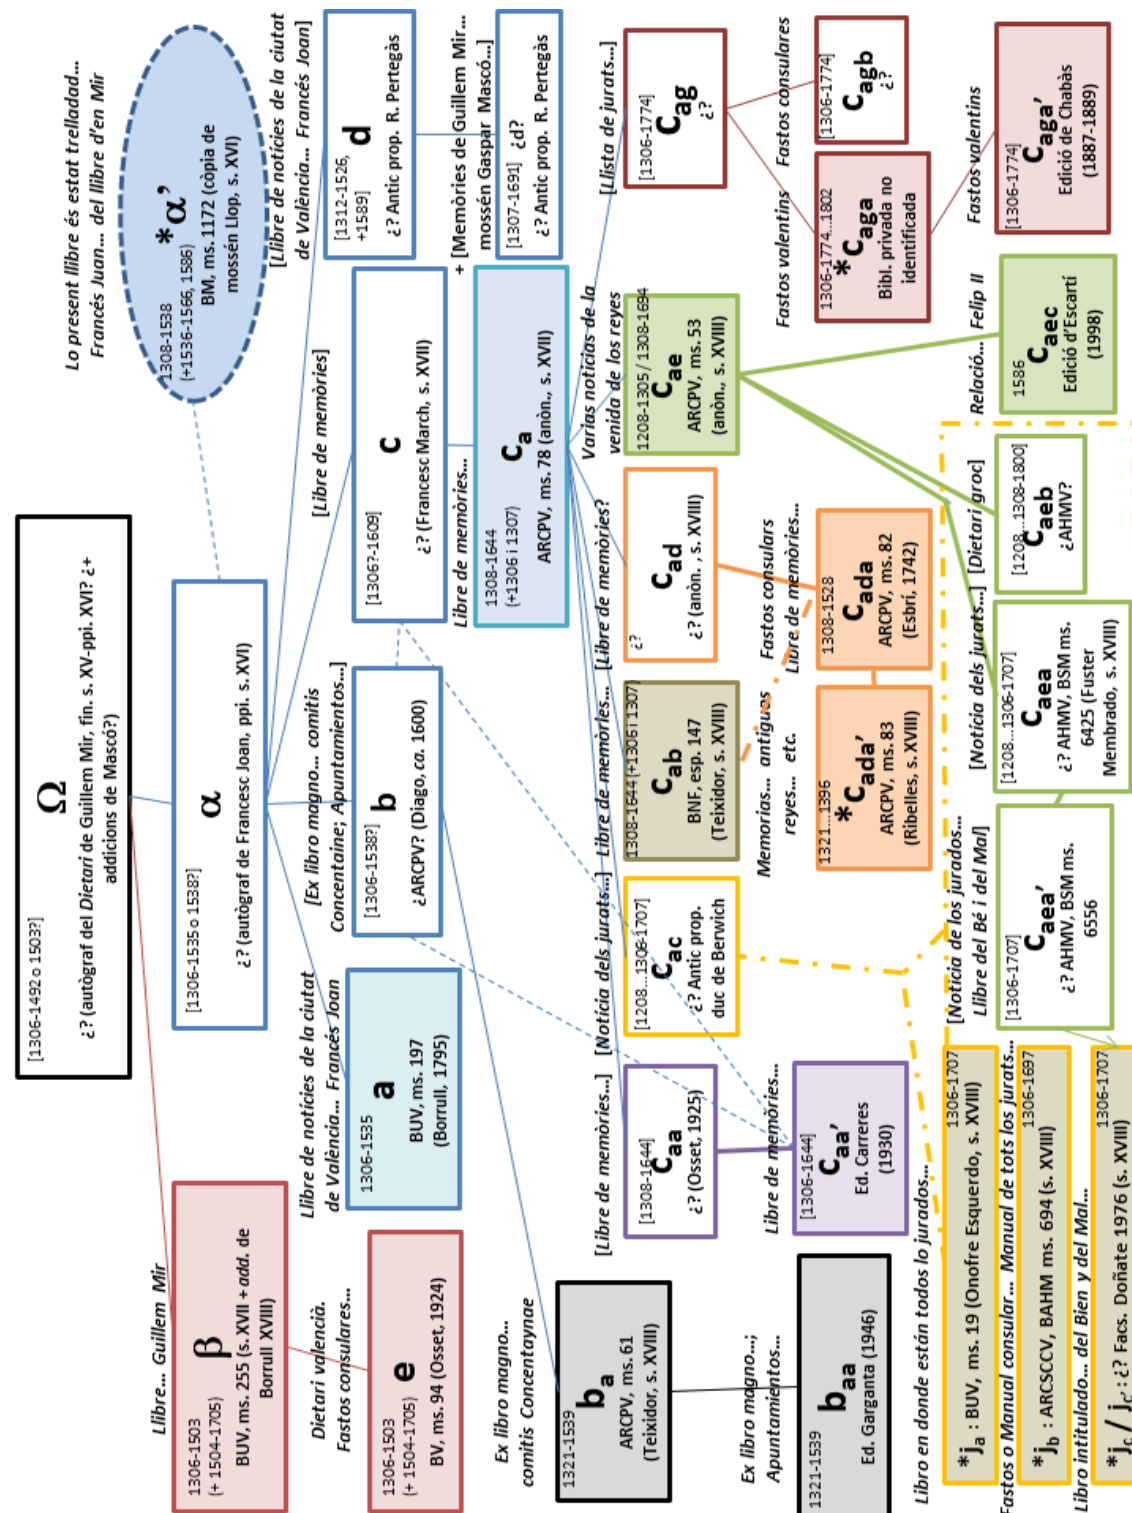 Ω
[1306-1492 o 1503?]
¿? (autògraf del Dietari de Guillem Mir, fin. s. XV-ppi. XVI? ¿+
addicions de Mascó?)
Lo present llibre és estat trelladad...
Francés Juan... del llibre d'en Mir
*α'
1308-1538
(+1536-1566, 1586)
BM, ms. 1172 (còpia de
mossén Llop, s. XVI)
Llibre... Guillem Mir
β
1306-1503
(+ 1504-1705)
BUV, ms. 255 (s. XVII + add. de
Borrull XVIII)
α
[1306-1535 o 1538?]
¿? (autògraf de Francesc Joan, ppi. s. XVI)
Dietari valencià.
Fastos consulares...
1306-1503
(+ 1504-1705)
e
BV, ms. 94 (Osset, 1924)
Llibre de notícies de la ciutat
de València... Francés Joan
1306-1535
a
BUV, ms. 197
(Borrull, 1795)
[Ex libro magno... comitis
Concentaine; Apuntamientos...]
[1306-1538?]
b
¿ARCPV? (Diago, ca. 1600)
[Libre de memòries]
[1306?-1609]
c
¿? (Francesc March, s. XVII)
[Llibre de notícies de la ciutat
de València... Francés Joan]
[1312-1526,
+1589]
d
¿? Antic prop. R. Pertegàs
+ [Memòries de Guillem Mir...
mossén Gaspar Mascó...]
[1307-1691] ¿d?
¿? Antic prop. R. Pertegàs
Libre de memòries...
1308-1644
(+1306 i 1307)
ca
ARCPV, ms. 78 (anòn., s. XVII)
Ex libro magno...
comitis Concentaynae
1321-1539
ba
ARCPV, ms. 61
(Teixidor, s. XVIII)
[Libre de memòries...]
[1308-1644]
caa
¿? (Osset, 1925)
[Notícia dels jurats...]
[1208...1306-1707]
cac
¿? Antic prop.
duc de Berwich
Libre de memòries...
1308-1644 (+1306 i 1307)
cab
BNF, esp. 147
(Teixidor, s. XVIII)
[Libre de memòries?
¿?
cad
¿? (anòn. , s. XVIII)
Varias noticias de la
venida de los reyes
1208-1305 / 1308-1694
cae
ARCPV, ms. 53
(anòn., s. XVIII)
[Llista de jurats...]
[1306-1774]
cag
¿?
Ex libro magno...;
Apuntamientos...
1321-1539
baa
Ed. Garganta (1946)
Libre de memòries...
[1306-1644]
caa'
Ed. Carreres
(1930)
Memorias... antigues
reyes... etc.
1321...1396
*cada'
ARCPV, ms. 83
(Ribelles, s. XVIII)
Fastos consulars
Libre de memòries...
1308-1528
cada
ARCPV, ms. 82
(Esbrí, 1742)
Fastos valentins
1306-1774...1802
*caga
Bibl. privada no
identificada
Fastos consulares
[1306-1774]
cagb
¿?
Libro en donde están todos lo jurados...
*ja : BUV, ms. 19 (Onofre Esquerdo, s. XVIII)
1306-1707
Fastos o Manual consular... Manual de tots los jurats...
*jb : ARCSCCV, BAHM ms. 694 (s. XVIII)
1306-1697
Libro intitulado... del Bien y del Mal...
*jc / jc' : ¿? Facs. Doñate 1976 (s. XVIII)
1306-1707
[Noticia de los jurados...
Llibre del Bé i del Mal]
[1306-1707]
caea'
¿? AHMV, BSM ms.
6556
[Notícia dels jurats...]
[1208...1306-1707]
caea
¿? AHMV, BSM ms.
6425 (Fuster
Membrado, s. XVIII)
[Dietari groc]
[1208...1308-1800]
caeb
¿AHMV?
Relació... Felip II
1586
caec
Edició d'Escartí
(1998)
Fastos valentins
[1306-1774]
caga'
Edició de Chabàs
(1887-1889)